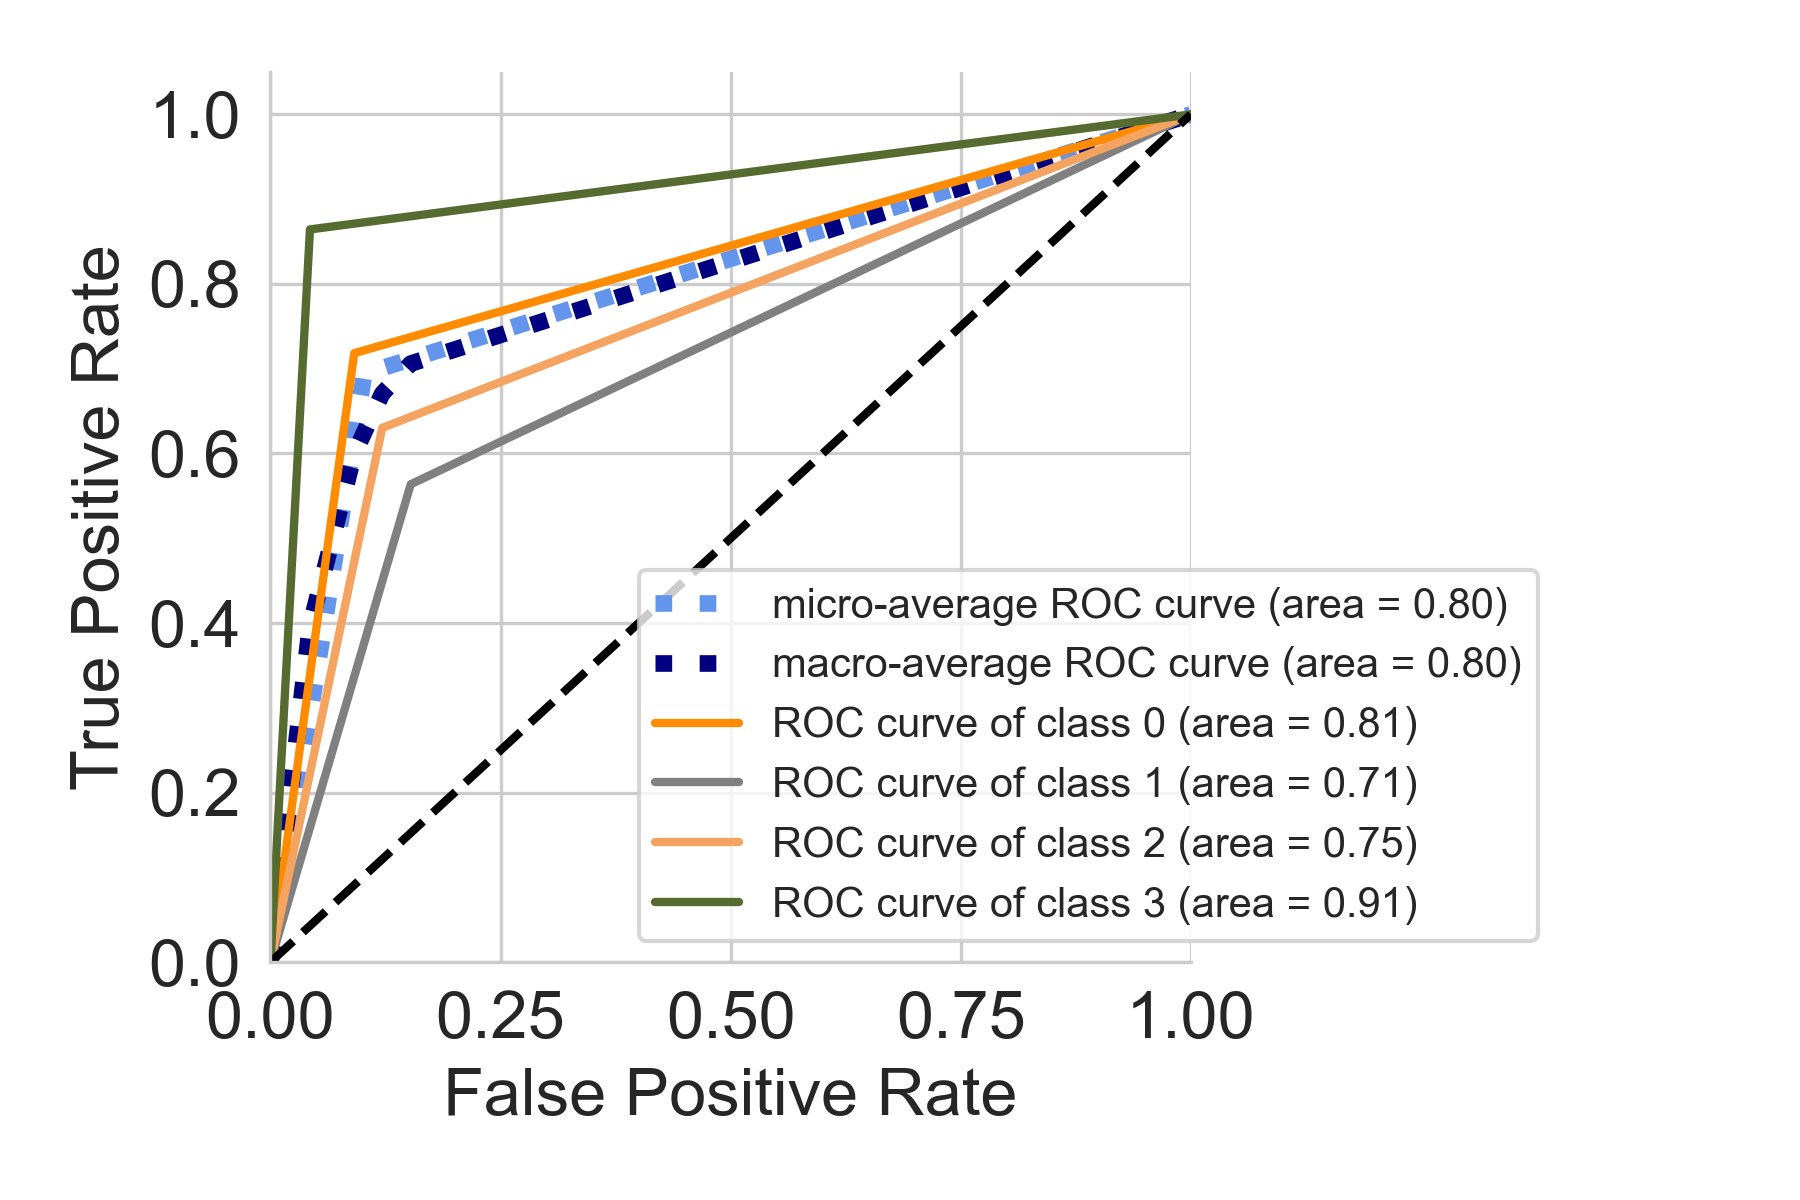 1.0
0.8
0.6
0.4
0.2
0.0
True Positive Rate
micro-average ROC curve (area = 0.80)
macro-average ROC curve (area = 0.80)
ROC curve of class 0 (area = 0.81)
ROC curve of class 1 (area = 0.71)
ROC curve of class 2 (area = 0.75)
ROC curve of class 3 (area = 0.91)
0.00 0.25 0.50 0.75 1.00
False Positive Rate